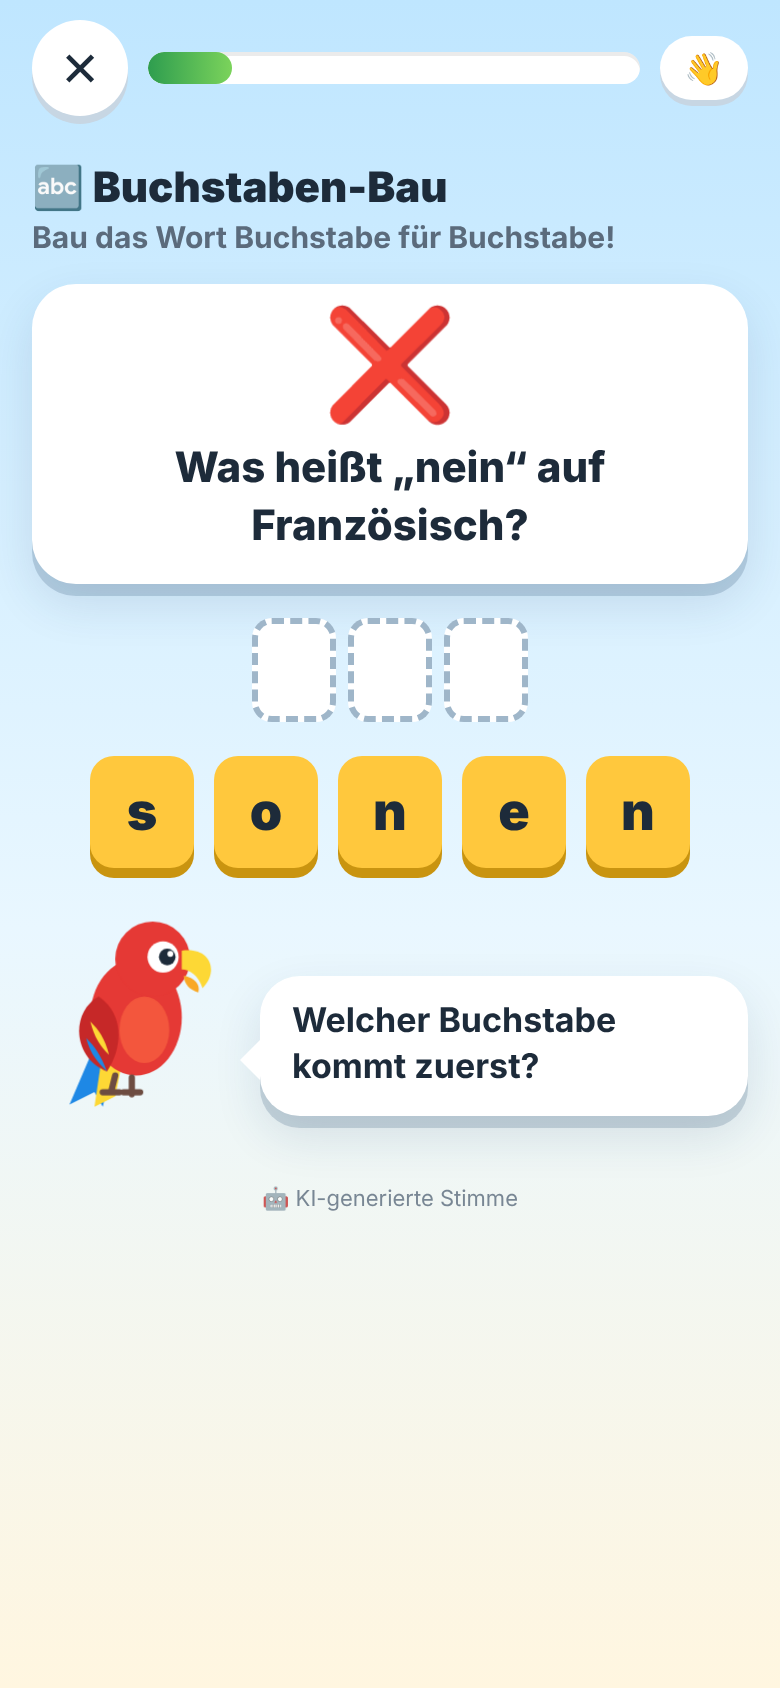 abc Buchstaben-Bau
Bau das Wort Buchstabe für Buchstabe!
Was heißt „nein“ auf
Französisch?
s o n e n
Welcher Buchstabe
kommt zuerst?
KI-generierte Stimme